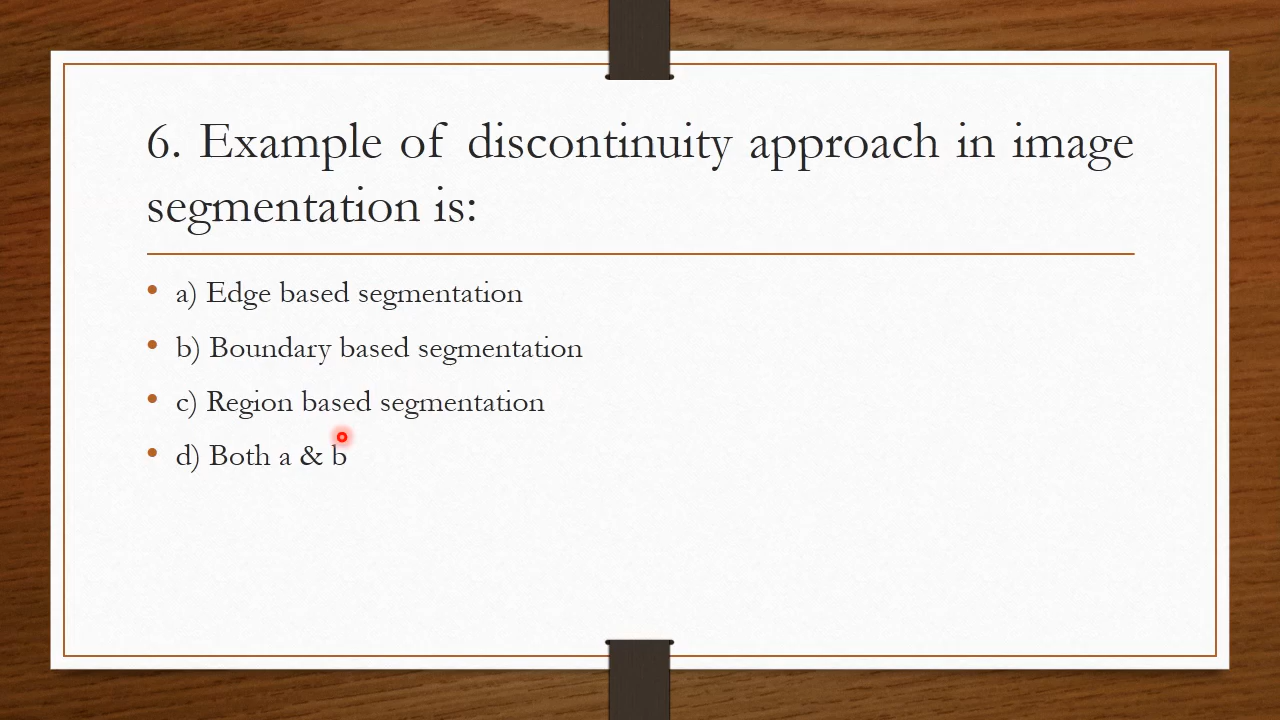 6. Example of discontinuity approach in image
segmentation is:
• a) Edge based segmentation
• b) Boundary based segmentation
• c) Region based segmentation
• d) Both a & b